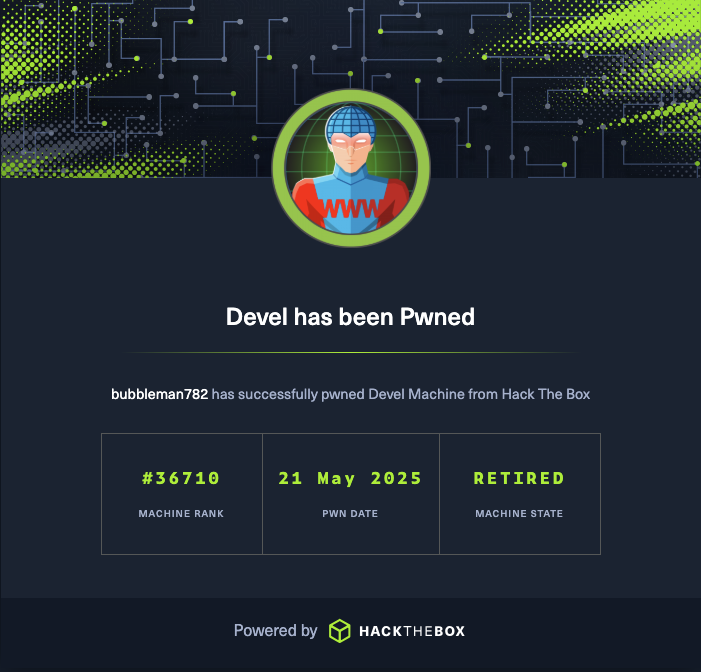 WWW
Devel has been Pwned
bubbleman782 has successfully pwned Devel Machine from Hack The Box
#36710 21 May 2025 RETIRED
MACHINE RANK PWN DATE MACHINE STATE
Powered by HACKTHEBOX